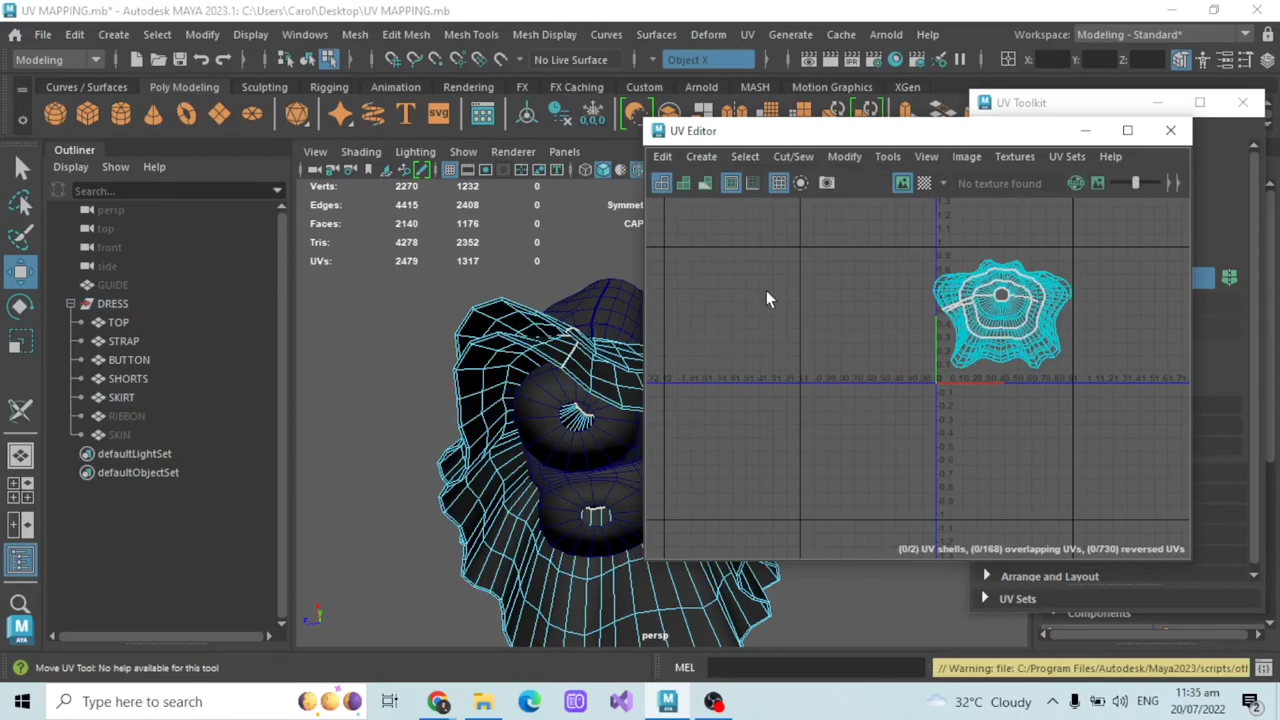 UV MAPPING.mb* - Autodesk MAYA 2023.1: C:\Users\Carol\Desktop\UV MAPPING.mb
File Edit Create Select Modify Display Windows Mesh Edit Mesh Mesh Tools Mesh Display Curves Surfaces Deform UV Generate Cache Arnold Help Workspace: Modeling - Standard*
Modeling No Live Surface Object X X: Y: Z:
Curves / Surfaces Poly Modeling Sculpting Rigging Animation Rendering FX FX Caching Custom Arnold MASH Motion Graphics XGen
UV Toolkit
UV Editor
Outliner
View Shading Lighting Show Renderer Panels
Edit Create Select Cut/Sew Modify Tools View Image Textures UV Sets Help
Display Show Help
Search...
No texture found
Verts: 2270 1232 0
Edges: 4415 2408 0 Symmet
Faces: 2140 1176 0 CAP
Tris: 4278 2352 0
UVs: 2479 1317 0
persp
top
front
side
GUIDE
DRESS
TOP
STRAP
BUTTON
SHORTS
SKIRT
RIBBON
SKIN
defaultLightSet
defaultObjectSet
(0/2) UV shells, (0/168) overlapping UVs, (0/730) reversed UVs
Arrange and Layout
UV Sets
Components
persp
Move UV Tool: No help available for this tool MEL // Warning: file: C:/Program Files/Autodesk/Maya2023/scripts/oth
Type here to search
32°C Cloudy ENG 11:35 am
20/07/2022
2